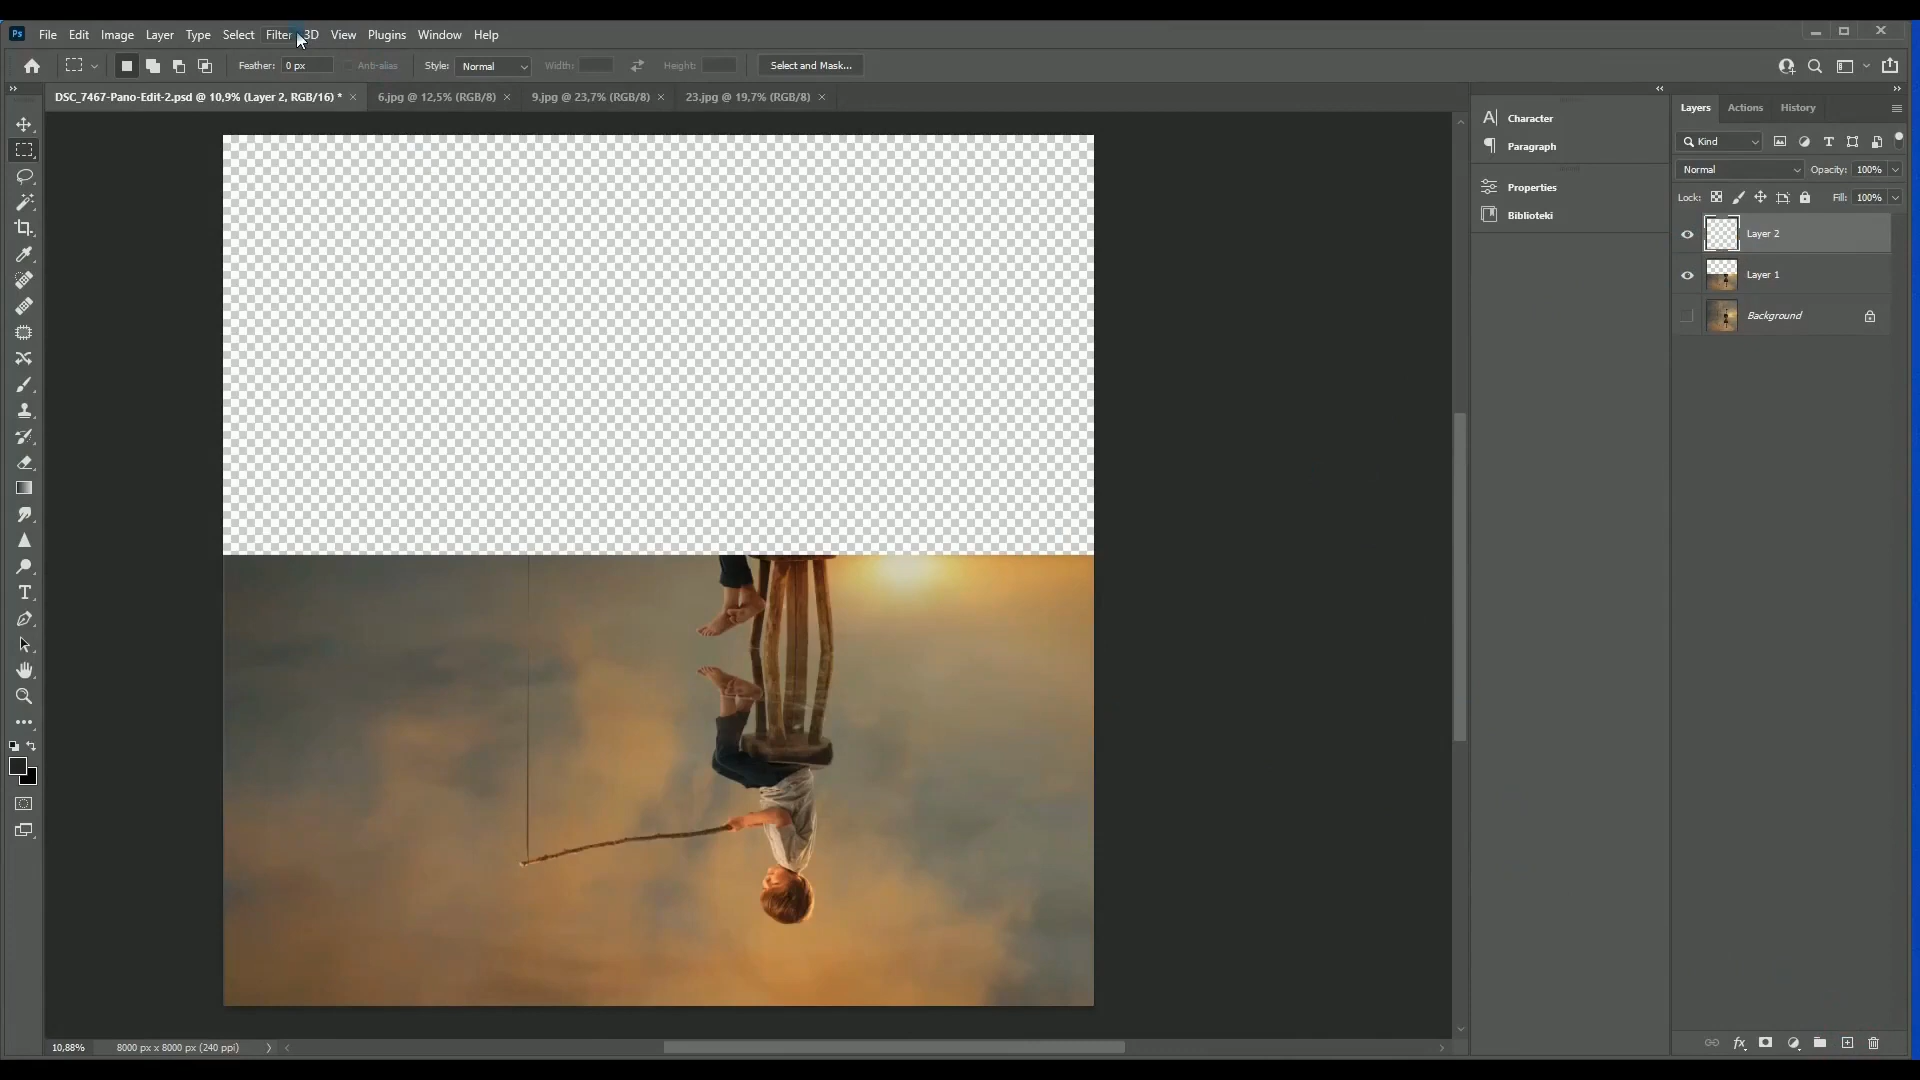 Ps File Edit Image Layer Type Select Filter 3D View Plugins Window Help
Feather: 0 px Anti-alias Style: Normal Width: Height: Select and Mask...
DSC_7467-Pano-Edit-2.psd @ 10,9% (Layer 2, RGB/16) * × 6.jpg @ 12,5% (RGB/8) × 9.jpg @ 23,7% (RGB/8) × 23.jpg @ 19,7% (RGB/8) ×
Character
Paragraph
Properties
Biblioteki
Layers Actions History
Kind
Normal Opacity: 100%
Lock: Fill: 100%
Layer 2
Layer 1
Background
10,88% 8000 px x 8000 px (240 ppi)